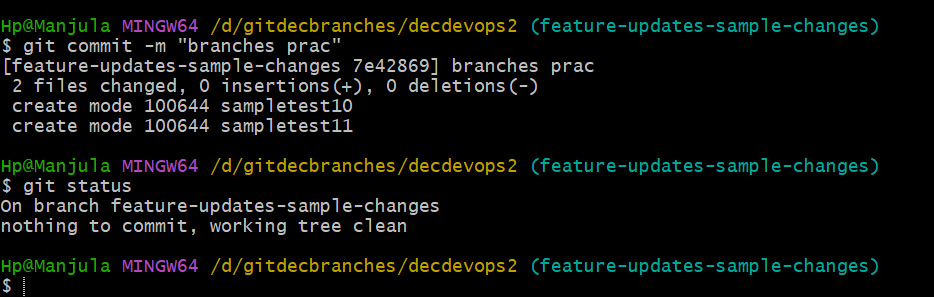 Hp@Manjula MINGW64 /d/gitdecbranches/decdevops2 (feature-updates-sample-changes)
$ git commit -m "branches prac"
[feature-updates-sample-changes 7e42869] branches prac
 2 files changed, 0 insertions(+), 0 deletions(-)
 create mode 100644 sampletest10
 create mode 100644 sampletest11
Hp@Manjula MINGW64 /d/gitdecbranches/decdevops2 (feature-updates-sample-changes)
$ git status
On branch feature-updates-sample-changes
nothing to commit, working tree clean
Hp@Manjula MINGW64 /d/gitdecbranches/decdevops2 (feature-updates-sample-changes)
$